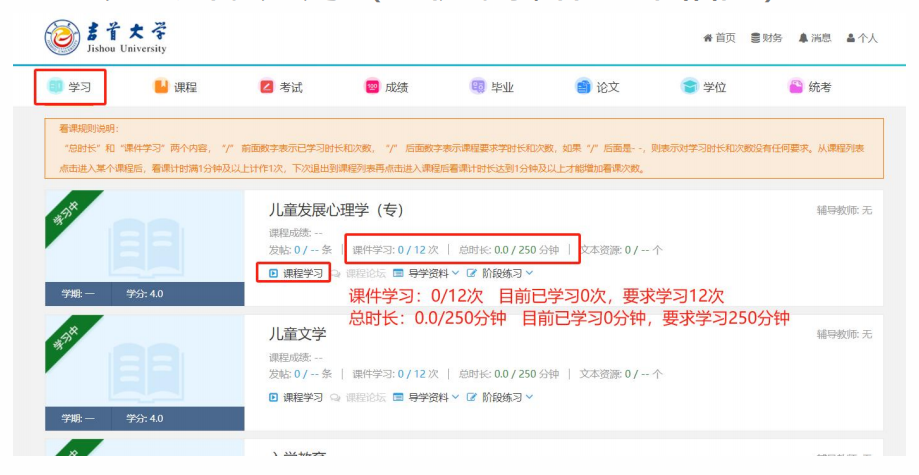 吉首大学
Jishou University
首页 财务 消息 个人
学习 课程 考试 成绩 毕业 论文 学位 统考
看课规则说明:
“总时长” 和 “课件学习” 两个内容, “/” 前面数字表示已学习时长和次数, “/” 后面数字表示课程要求学时长和次数, 如果 “/” 后面是- -, 则表示对学习时长和次数没有任何要求。从课程列表
点击进入某个课程后, 看课计时满1分钟及以上计作1次, 下次退出到课程列表再点击进入课程后看课计时长达到1分钟及以上才能增加看课次数。
学习中
儿童发展心理学 (专)
辅导教师: 无
课程成绩: --
发帖: 0 / -- 条 | 课件学习: 0 / 12 次 | 总时长: 0.0 / 250 分钟 | 文本资源: 0 / -- 个
课程学习 课程论坛 导学资料 阶段练习
学期: — 学分: 4.0
课件学习: 0/12次 目前已学习0次, 要求学习12次
总时长: 0.0/250分钟 目前已学习0分钟, 要求学习250分钟
学习中
儿童文学
辅导教师: 无
课程成绩: --
发帖: 0 / -- 条 | 课件学习: 0 / 12 次 | 总时长: 0.0 / 250 分钟 | 文本资源: 0 / -- 个
课程学习 课程论坛 导学资料 阶段练习
学期: — 学分: 4.0